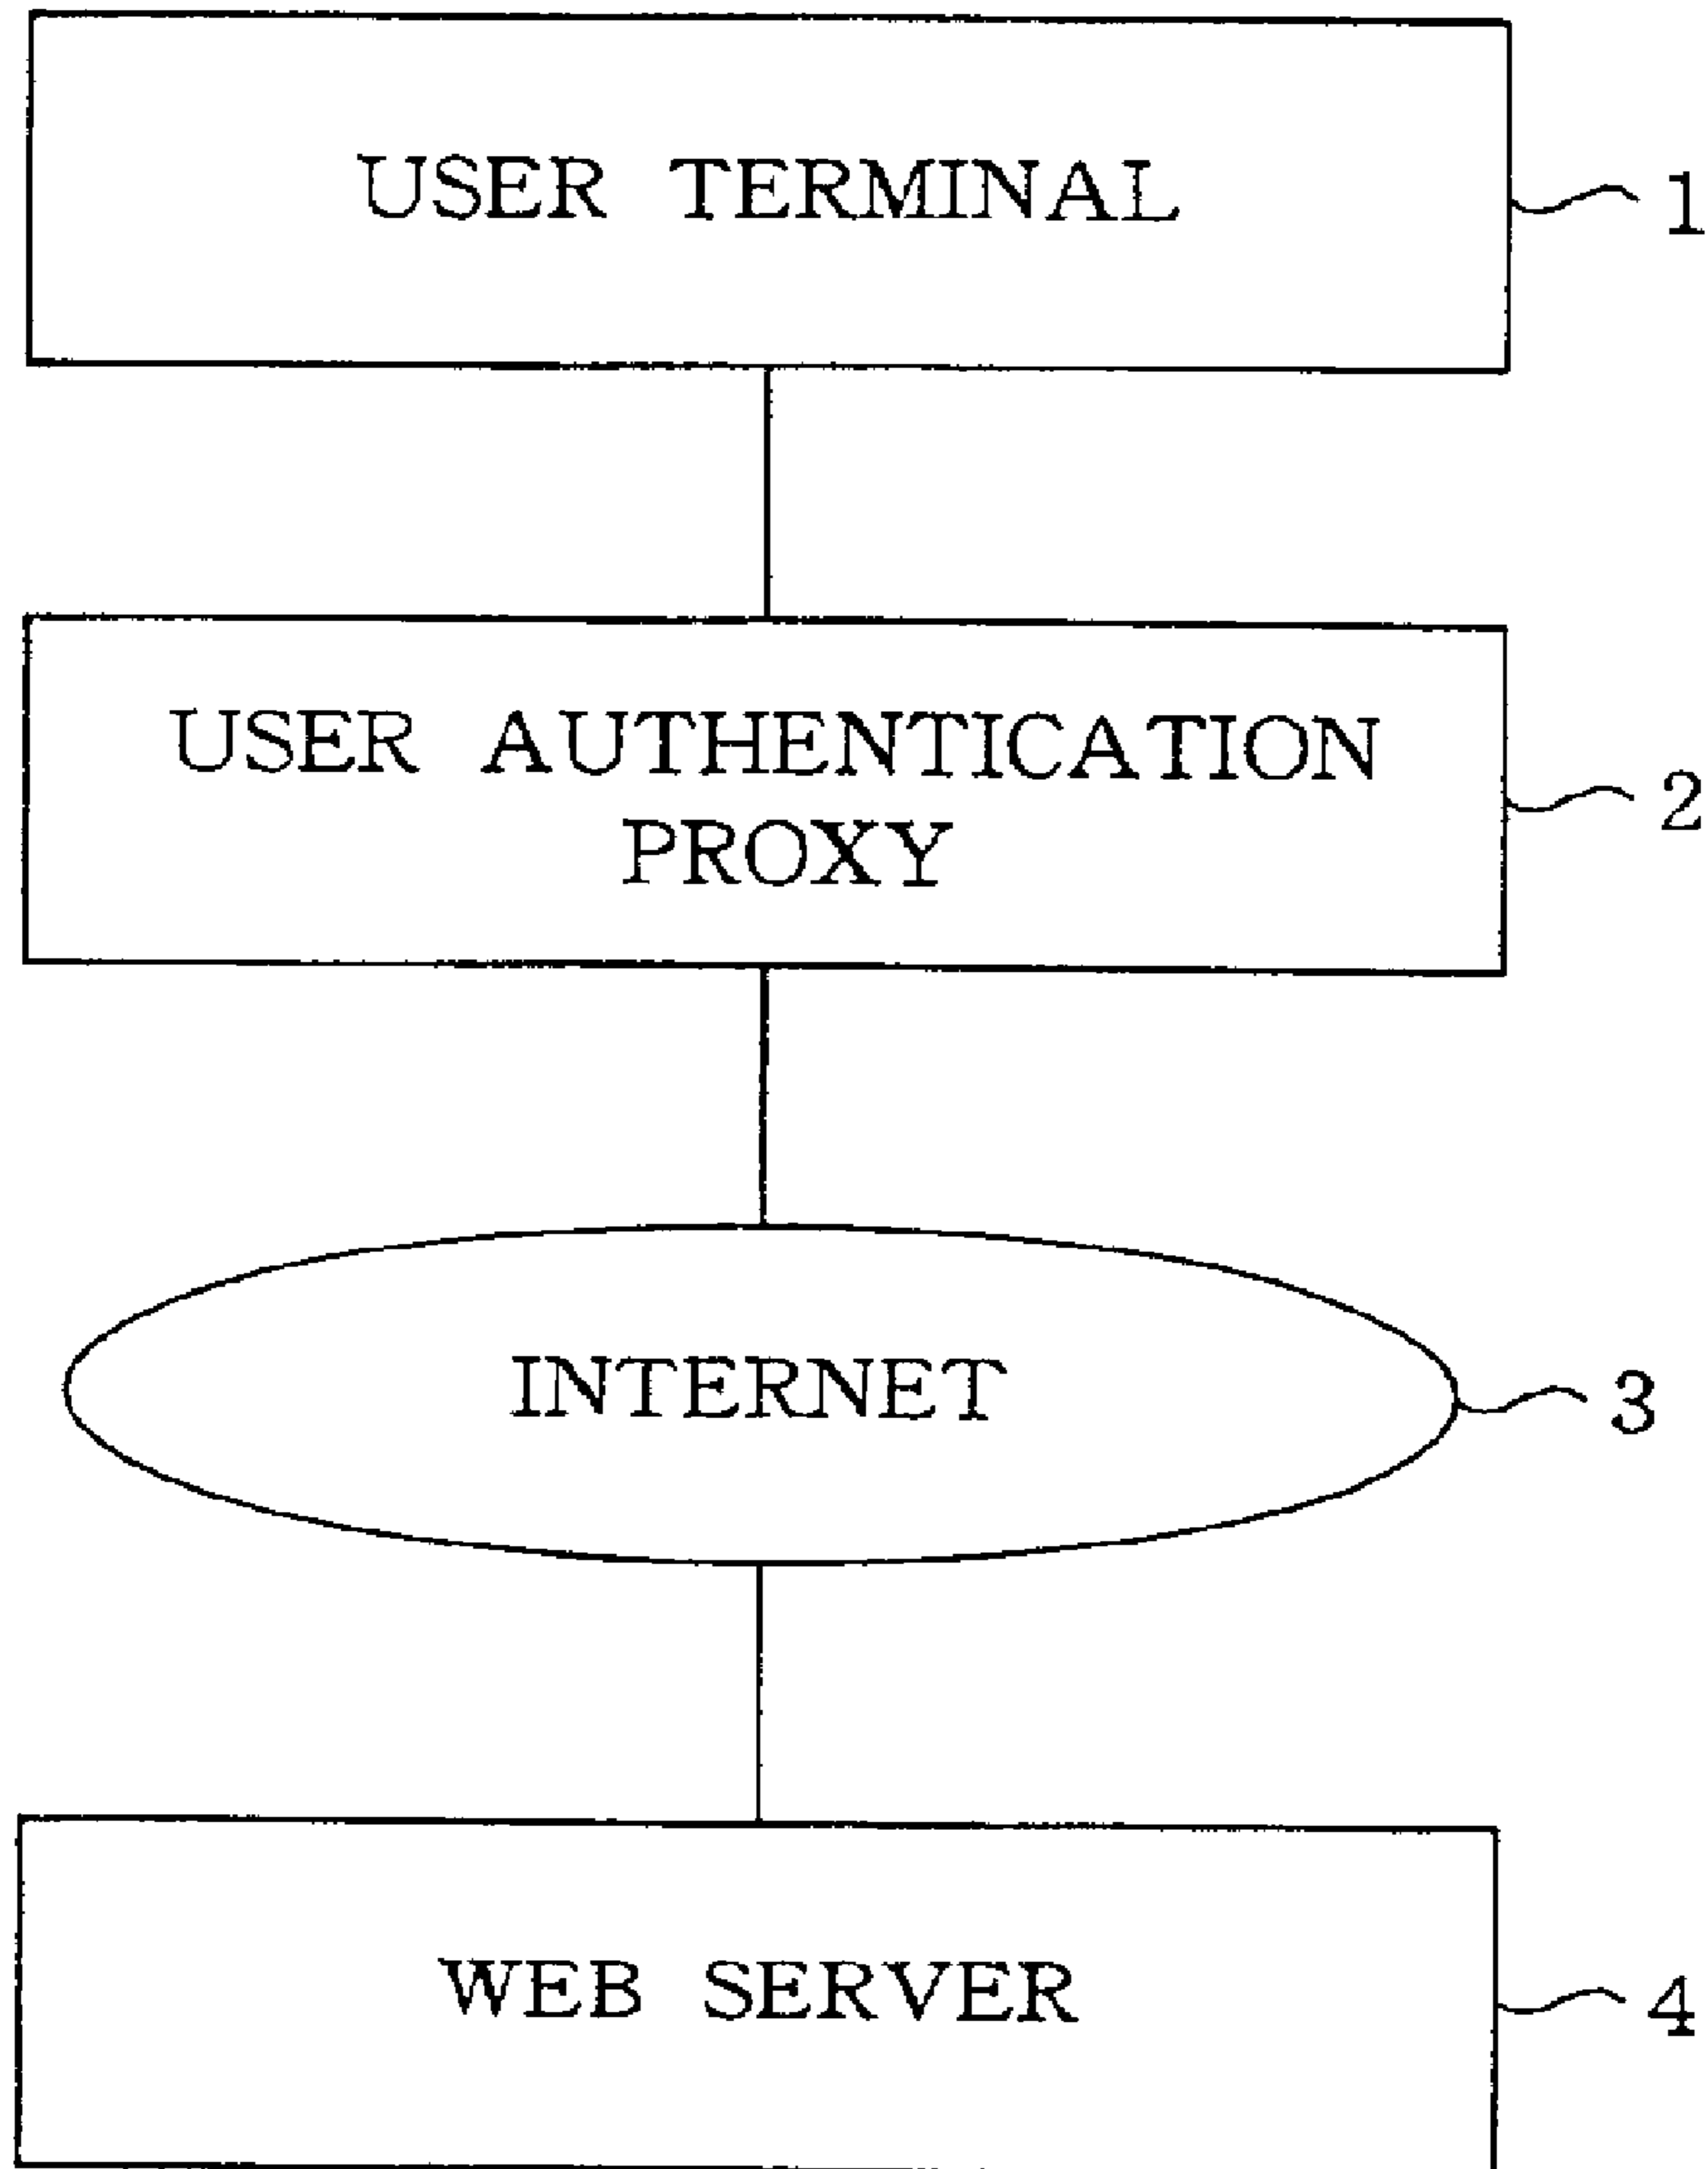 USER TERMINAL
1
USER AUTHENTICATION
PROXY
2
INTERNET
3
WEB SERVER
4